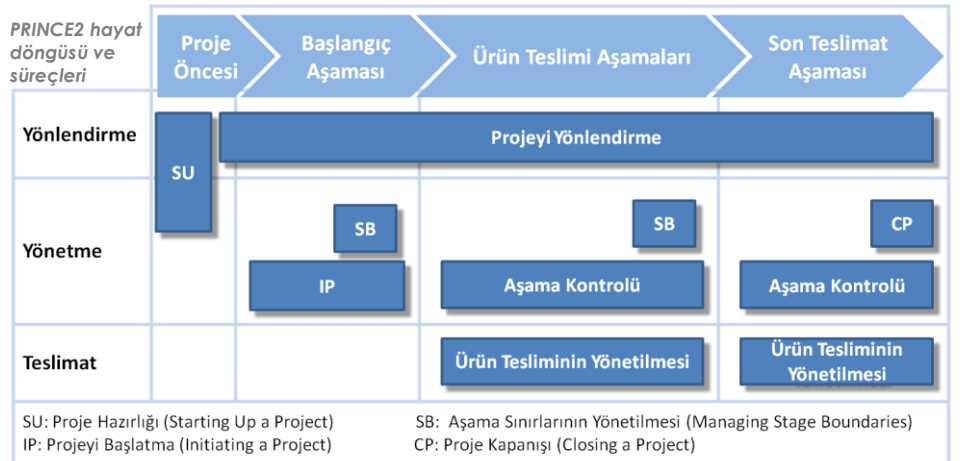 PRINCE2 hayat
döngüsü ve
süreçleri
Proje
Öncesi
Başlangıç
Aşaması
Ürün Teslimi Aşamaları
Son Teslimat
Aşaması
Yönlendirme
SU
Projeyi Yönlendirme
Yönetme
SB
SB
CP
IP
Aşama Kontrolü
Aşama Kontrolü
Teslimat
Ürün Tesliminin Yönetilmesi
Ürün Tesliminin
Yönetilmesi
SU: Proje Hazırlığı (Starting Up a Project)
SB: Aşama Sınırlarının Yönetilmesi (Managing Stage Boundaries)
IP: Projeyi Başlatma (Initiating a Project)
CP: Proje Kapanışı (Closing a Project)